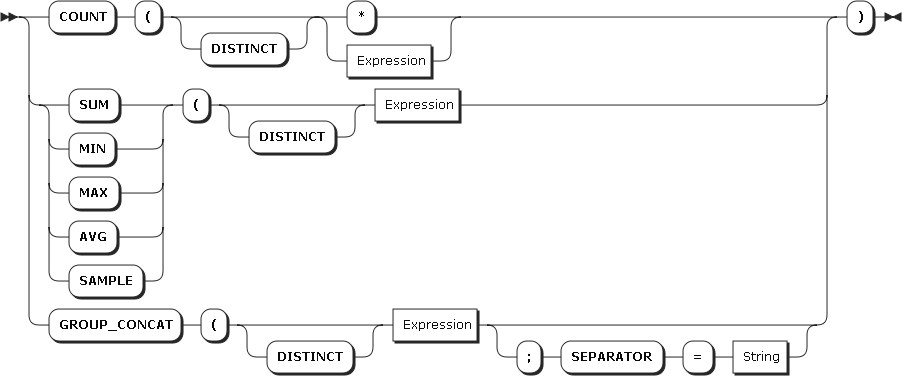 COUNT ( * )
DISTINCT Expression
SUM ( Expression
DISTINCT
MIN
MAX
AVG
SAMPLE
GROUP_CONCAT ( Expression
DISTINCT ; SEPARATOR = String